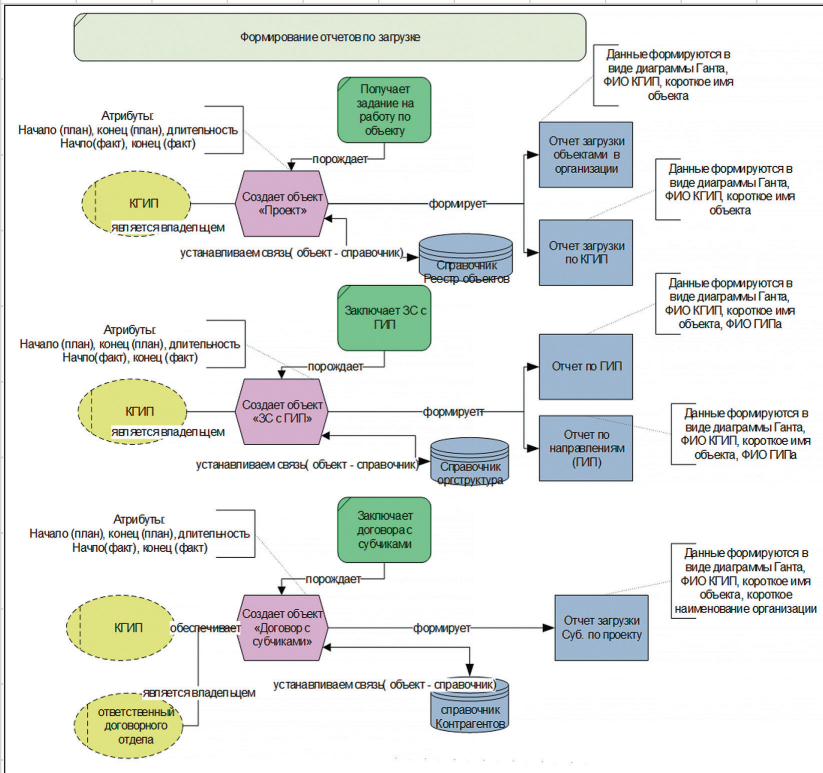 Формирование отчетов по загрузке
Данные формируются в
виде диаграммы Ганта,
ФИО КГИП, короткое имя
объекта
Получает
задание на
работу по
объекту
Атрибуты:
Начало (план), конец (план), длительность
Начпо(факт), конец (факт)
порождает
Отчет загрузки
объектами в
организации
КГИП
Создает объект
«Проект»
формирует
Данные формируются в
виде диаграммы Ганта,
ФИО КГИП, короткое имя
объекта
является владельцем
устанавливаем связь( объект - справочник)
Справочник
Реестр объектов
Отчет загрузки
по КГИП
Данные формируются в
виде диаграммы Ганта,
ФИО КГИП, короткое имя
объекта, ФИО ГИПа
Заключает ЗС с
ГИП
Атрибуты:
Начало (план), конец (план), длительность
Начпо(факт), конец (факт)
порождает
Отчет по ГИП
КГИП
Создает объект
«ЗС с ГИП»
формирует
является владельцем
устанавливаем связь( объект - справочник)
Справочник
оргструктура
Отчет по
направлениям
(ГИП)
Данные формируются в
виде диаграммы Ганта,
ФИО КГИП, короткое имя
объекта, ФИО ГИПа
Заключает
договора с
субчиками
Атрибуты:
Начало (план), конец (план), длительность
Начпо(факт), конец (факт)
порождает
Данные формируются в
виде диаграммы Ганта,
ФИО КГИП, короткое имя
объекта, короткое
наименование организации
КГИП
обеспечивает
Создает объект
«Договор с
субчиками»
формирует
Отчет загрузки
Суб. по проекту
является владельцем
устанавливаем связь( объект - справочник)
справочник
Контрагентов
ответственный
договорного
отдела